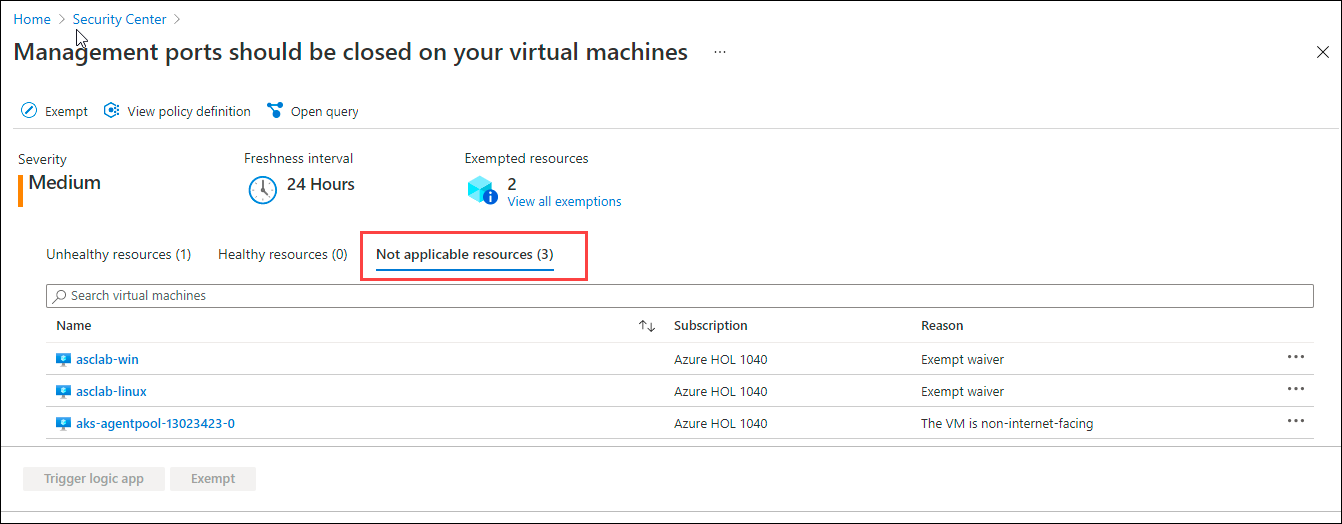 Home > Security Center >
Management ports should be closed on your virtual machines ...
Exempt View policy definition Open query
Severity Freshness interval Exempted resources
Medium 24 Hours 2
View all exemptions
Unhealthy resources (1) Healthy resources (0) Not applicable resources (3)
Search virtual machines
Name Subscription Reason
asclab-win Azure HOL 1040 Exempt waiver ...
asclab-linux Azure HOL 1040 Exempt waiver ...
aks-agentpool-13023423-0 Azure HOL 1040 The VM is non-internet-facing ...
Trigger logic app Exempt